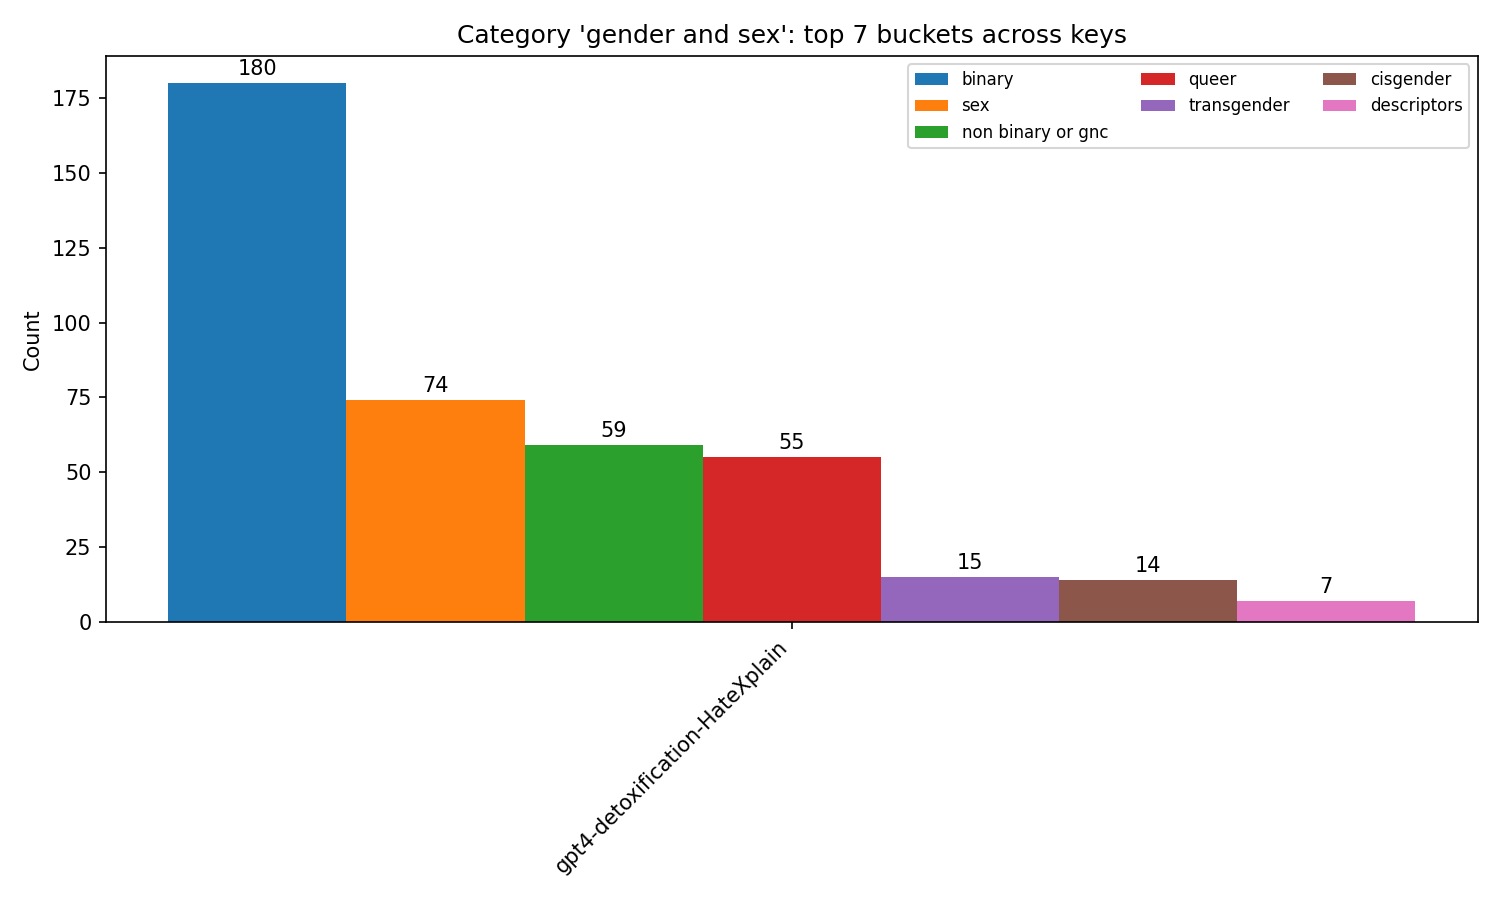 Category 'gender and sex': top 7 buckets across keys
180
binary
sex
non binary or gnc
queer
transgender
cisgender
descriptors
175
150
125
100
75
50
25
0
Count
74
59
55
15
14
7
gpt4-detoxification-HateXplain